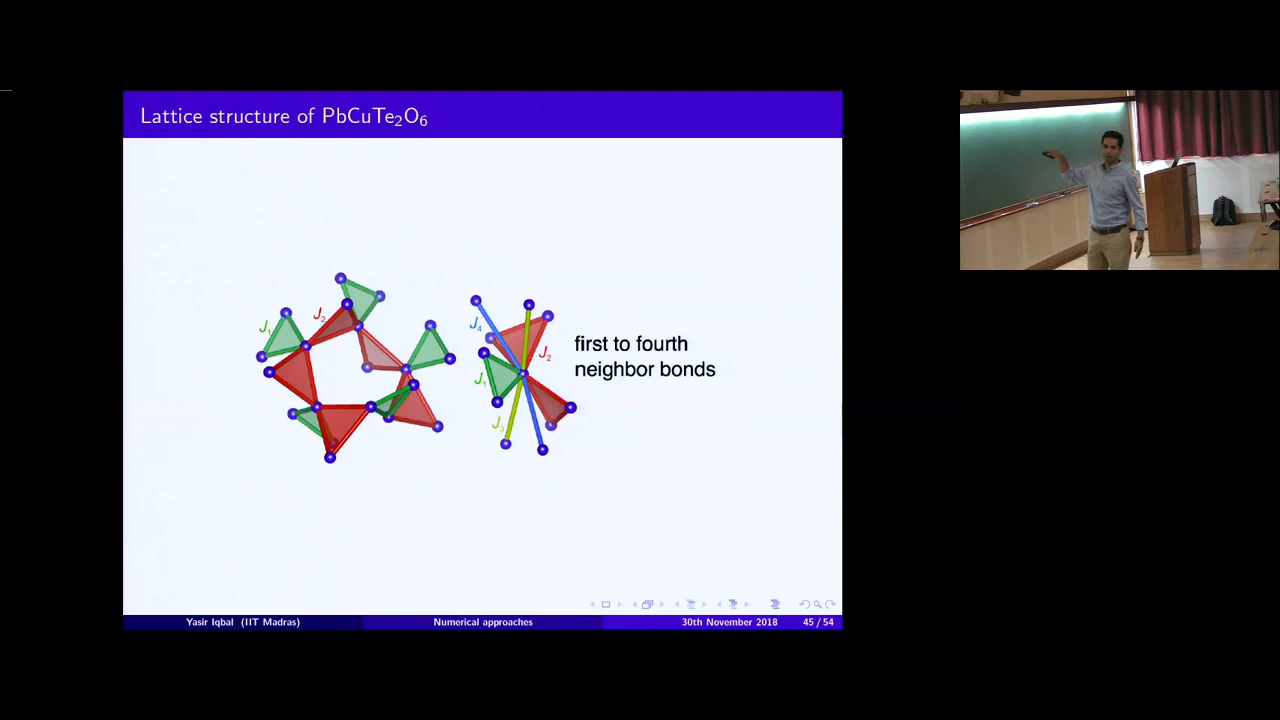 Lattice structure of PbCuTe₂O₆
J₁
J₂
J₄
J₂
J₁
J₃
first to fourth
neighbor bonds
Yasir Iqbal (IIT Madras)
Numerical approaches
30th November 2018
45 / 54